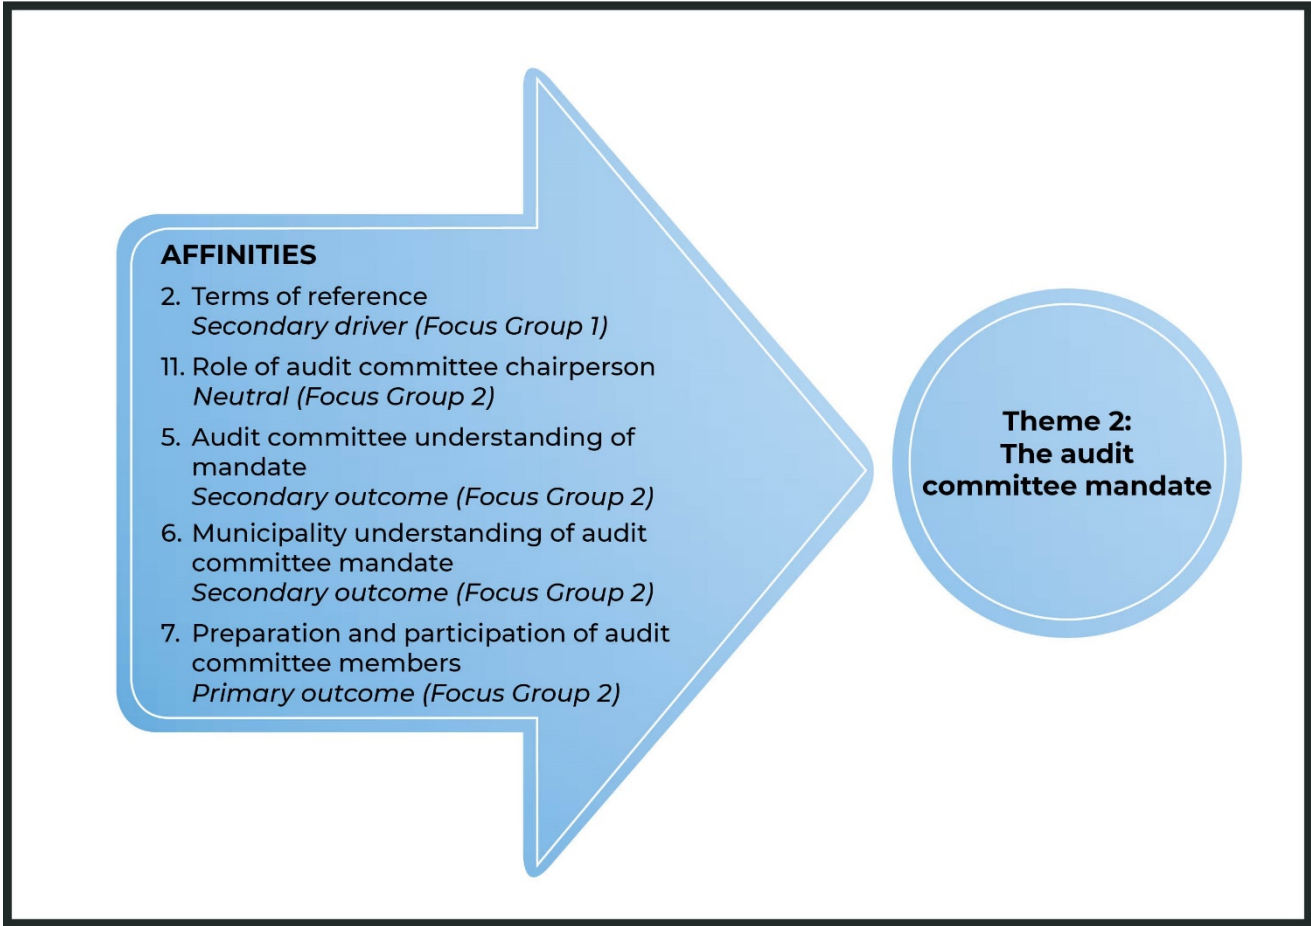 AFFINITIES
2. Terms of reference
Secondary driver (Focus Group 1)
11. Role of audit committee chairperson
Neutral (Focus Group 2)
5. Audit committee understanding of
mandate
Secondary outcome (Focus Group 2)
6. Municipality understanding of audit
committee mandate
Secondary outcome (Focus Group 2)
7. Preparation and participation of audit
committee members
Primary outcome (Focus Group 2)
Theme 2:
The audit
committee mandate